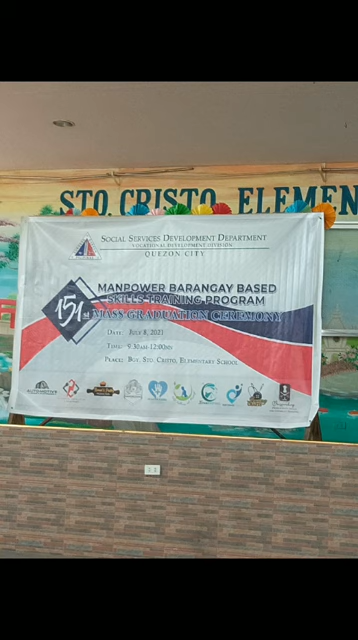 STO. CRISTO ELEMEN
SOCIAL SERVICES DEVELOPMENT DEPARTMENT
VOCATIONAL DEVELOPMENT DIVISION
QUEZON CITY
151st
MANPOWER BARANGAY BASED
SKILLS TRAINING PROGRAM
MASS GRADUATION CEREMONY
DATE: JULY 8, 2021
TIME: 9:30AM-12:00NN
PLACE: BGY. STO. CRISTO, ELEMENTARY SCHOOL